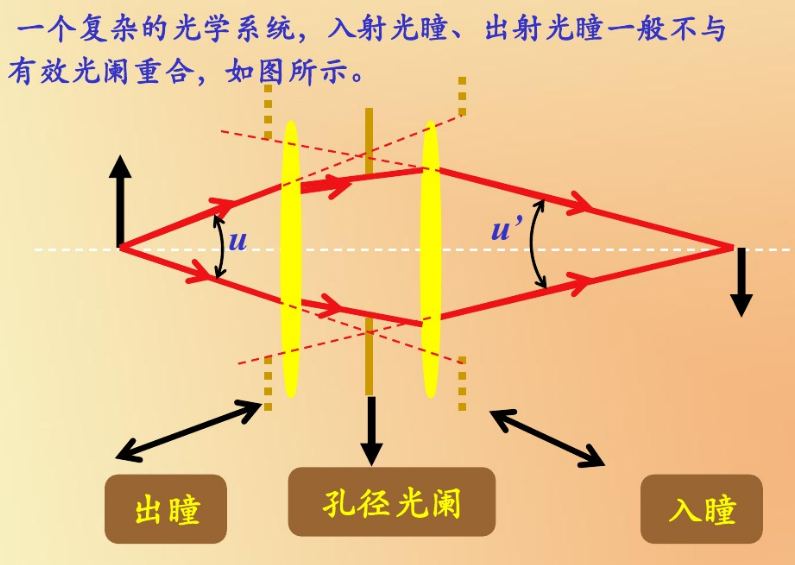 一个复杂的光学系统，入射光瞳、出射光瞳一般不与
有效光阑重合，如图所示。
u
u’
出瞳
孔径光阑
入瞳